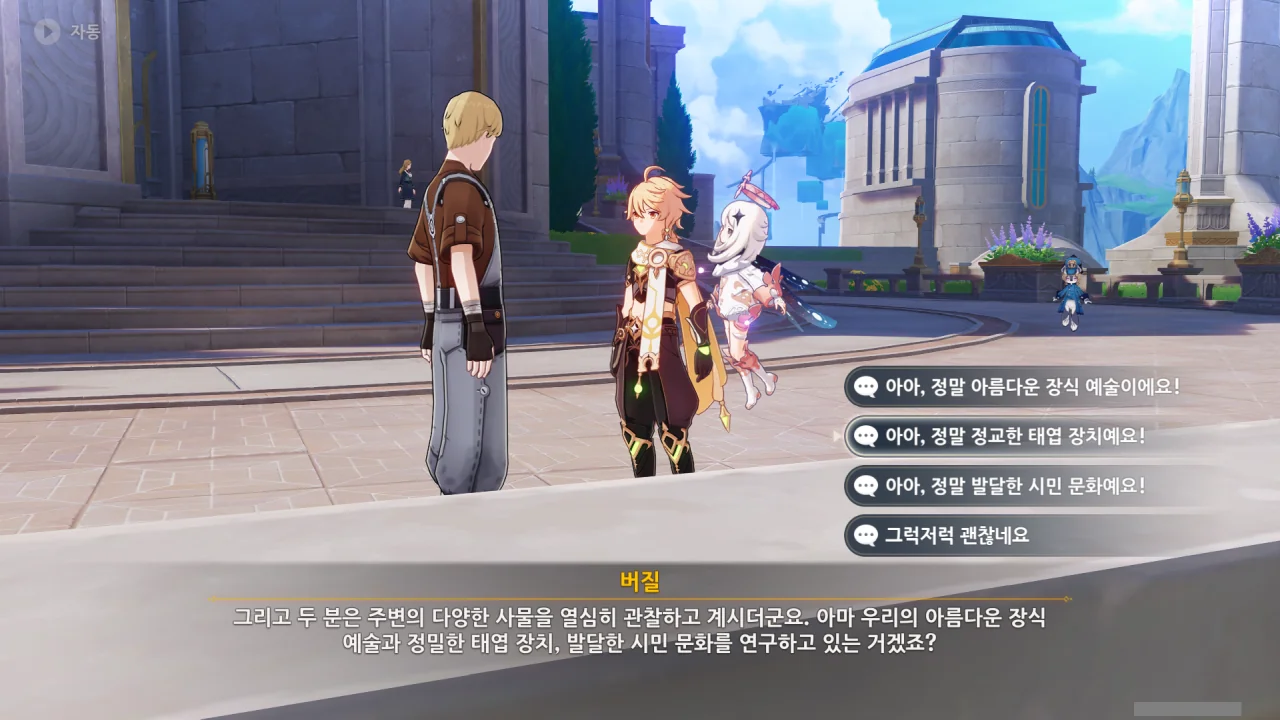 자동
아아, 정말 아름다운 장식 예술이에요!
아아, 정말 정교한 태엽 장치예요!
아아, 정말 발달한 시민 문화예요!
그럭저럭 괜찮네요
버질
그리고 두 분은 주변의 다양한 사물을 열심히 관찰하고 계시더군요. 아마 우리의 아름다운 장식
예술과 정밀한 태엽 장치, 발달한 시민 문화를 연구하고 있는 거겠죠?